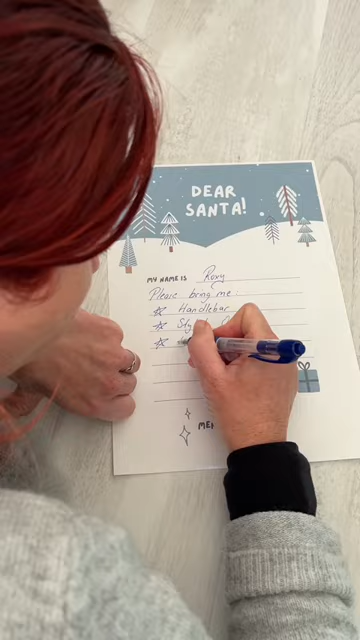 DEAR
SANTA!
MY NAME IS Roxy
Please bring me:
Handlebar